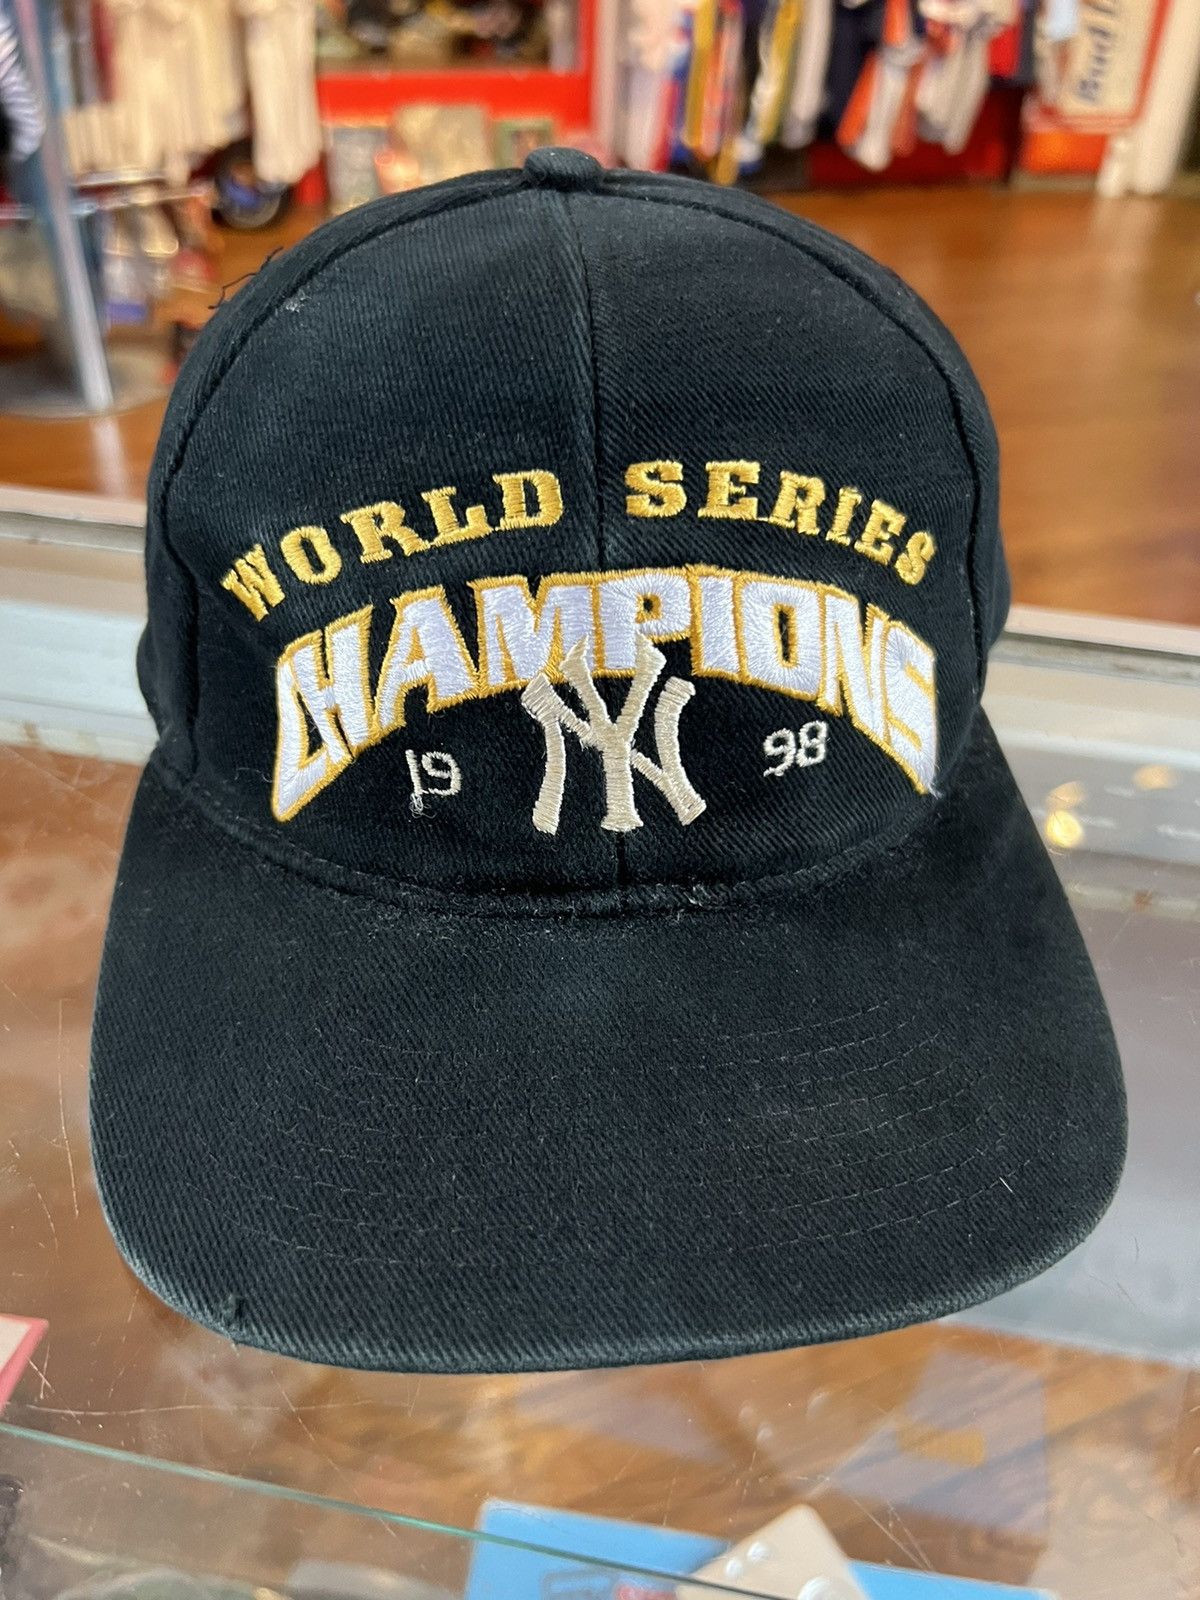 WORLD SERIES
CHAMPIONS
19 NY 98